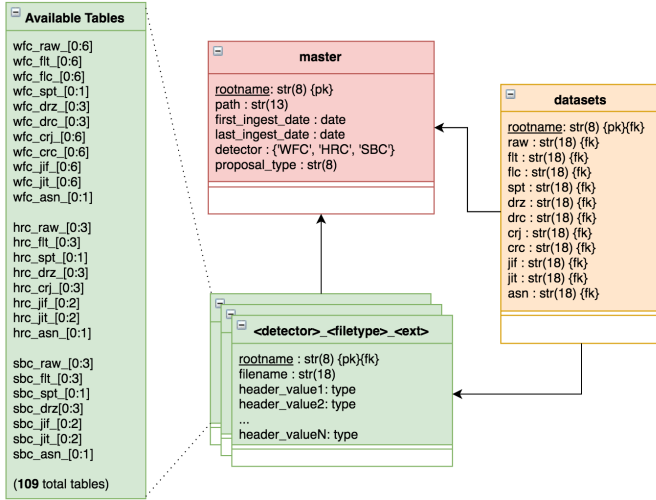 Available Tables
wfc_raw_[0:6]
wfc_flt_[0:6]
wfc_flc_[0:6]
wfc_spt_[0:1]
wfc_drz_[0:3]
wfc_drc_[0:3]
wfc_crj_[0:6]
wfc_crc_[0:6]
wfc_jif_[0:6]
wfc_jit_[0:6]
wfc_asn_[0:1]
hrc_raw_[0:3]
hrc_flt_[0:3]
hrc_spt_[0:1]
hrc_drz_[0:3]
hrc_crj_[0:3]
hrc_jif_[0:2]
hrc_jit_[0:2]
hrc_asn_[0:1]
sbc_raw_[0:3]
sbc_flt_[0:3]
sbc_spt_[0:1]
sbc_drz[0:3]
sbc_jif_[0:2]
sbc_jit_[0:2]
sbc_asn_[0:1]
(109 total tables)
master
rootname: str(8) {pk}
path : str(13)
first_ingest_date : date
last_ingest_date : date
detector : {'WFC', 'HRC', 'SBC'}
proposal_type : str(8)
datasets
rootname: str(8) {pk}{fk}
raw : str(18) {fk}
flt : str(18) {fk}
flc : str(18) {fk}
spt : str(18) {fk}
drz : str(18) {fk}
drc : str(18) {fk}
crj : str(18) {fk}
crc : str(18) {fk}
jif : str(18) {fk}
jit : str(18) {fk}
asn : str(18) {fk}
<detector>_<filetype>_<ext>
rootname : str(8) {pk}{fk}
filename : str(18)
header_value1: type
header_value2: type
...
header_valueN: type